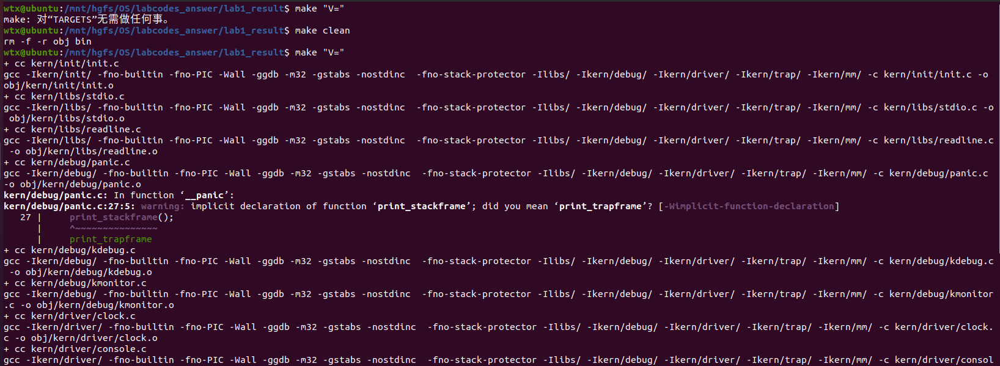 wtx@ubuntu:/mnt/hgfs/OS/labcodes_answer/lab1_result$ make "V="
make: 对“TARGETS”无需做任何事。
wtx@ubuntu:/mnt/hgfs/OS/labcodes_answer/lab1_result$ make clean
rm -f -r obj bin
wtx@ubuntu:/mnt/hgfs/OS/labcodes_answer/lab1_result$ make "V="
+ cc kern/init/init.c
gcc -Ikern/init/ -fno-builtin -fno-PIC -Wall -ggdb -m32 -gstabs -nostdinc  -fno-stack-protector -Ilibs/ -Ikern/debug/ -Ikern/driver/ -Ikern/trap/ -Ikern/mm/ -c kern/init/init.c -o
obj/kern/init/init.o
+ cc kern/libs/stdio.c
gcc -Ikern/libs/ -fno-builtin -fno-PIC -Wall -ggdb -m32 -gstabs -nostdinc  -fno-stack-protector -Ilibs/ -Ikern/debug/ -Ikern/driver/ -Ikern/trap/ -Ikern/mm/ -c kern/libs/stdio.c -o
 obj/kern/libs/stdio.o
+ cc kern/libs/readline.c
gcc -Ikern/libs/ -fno-builtin -fno-PIC -Wall -ggdb -m32 -gstabs -nostdinc  -fno-stack-protector -Ilibs/ -Ikern/debug/ -Ikern/driver/ -Ikern/trap/ -Ikern/mm/ -c kern/libs/readline.c
 -o obj/kern/libs/readline.o
+ cc kern/debug/panic.c
gcc -Ikern/debug/ -fno-builtin -fno-PIC -Wall -ggdb -m32 -gstabs -nostdinc  -fno-stack-protector -Ilibs/ -Ikern/debug/ -Ikern/driver/ -Ikern/trap/ -Ikern/mm/ -c kern/debug/panic.c
-o obj/kern/debug/panic.o
kern/debug/panic.c: In function ‘__panic’:
kern/debug/panic.c:27:5: warning: implicit declaration of function ‘print_stackframe’; did you mean ‘print_trapframe’? [-Wimplicit-function-declaration]
   27 |     print_stackframe();
      |     ^~~~~~~~~~~~~~~~
      |     print_trapframe
+ cc kern/debug/kdebug.c
gcc -Ikern/debug/ -fno-builtin -fno-PIC -Wall -ggdb -m32 -gstabs -nostdinc  -fno-stack-protector -Ilibs/ -Ikern/debug/ -Ikern/driver/ -Ikern/trap/ -Ikern/mm/ -c kern/debug/kdebug.c
 -o obj/kern/debug/kdebug.o
+ cc kern/debug/kmonitor.c
gcc -Ikern/debug/ -fno-builtin -fno-PIC -Wall -ggdb -m32 -gstabs -nostdinc  -fno-stack-protector -Ilibs/ -Ikern/debug/ -Ikern/driver/ -Ikern/trap/ -Ikern/mm/ -c kern/debug/kmonitor
.c -o obj/kern/debug/kmonitor.o
+ cc kern/driver/clock.c
gcc -Ikern/driver/ -fno-builtin -fno-PIC -Wall -ggdb -m32 -gstabs -nostdinc  -fno-stack-protector -Ilibs/ -Ikern/debug/ -Ikern/driver/ -Ikern/trap/ -Ikern/mm/ -c kern/driver/clock.
c -o obj/kern/driver/clock.o
+ cc kern/driver/console.c
gcc -Ikern/driver/ -fno-builtin -fno-PIC -Wall -ggdb -m32 -gstabs -nostdinc  -fno-stack-protector -Ilibs/ -Ikern/debug/ -Ikern/driver/ -Ikern/trap/ -Ikern/mm/ -c kern/driver/consol